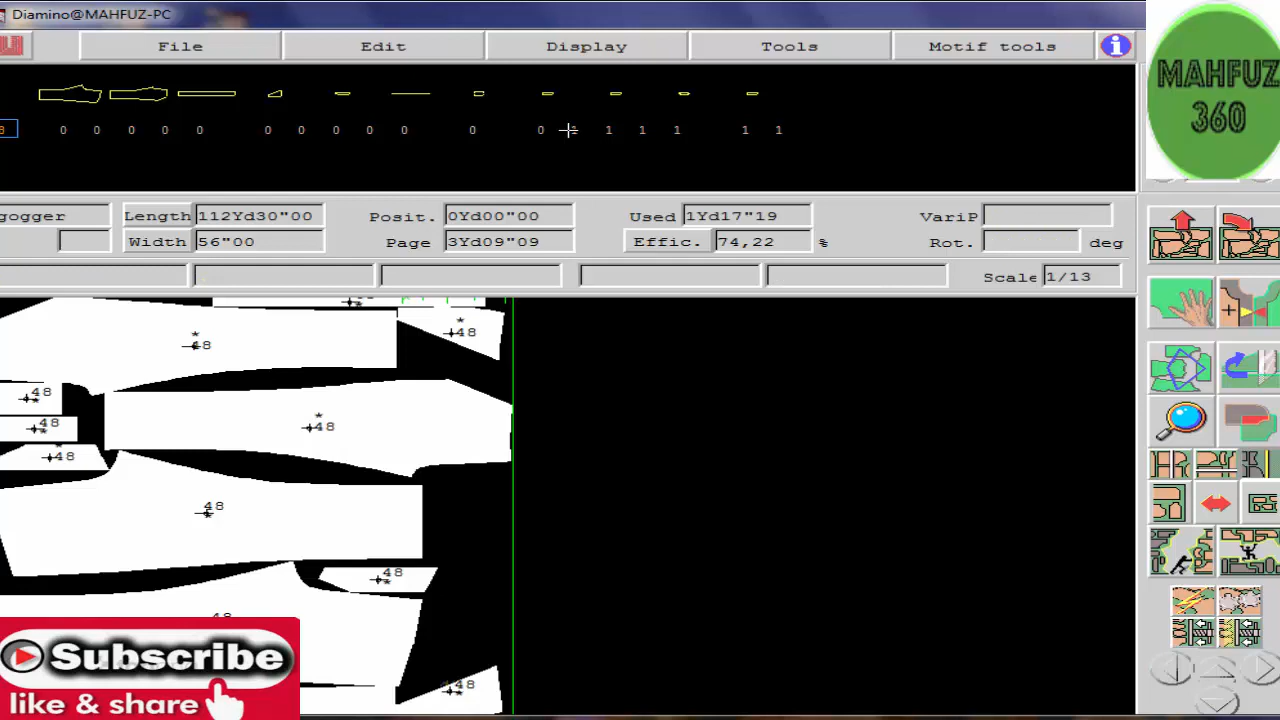 Diamino@MAHFUZ-PC
File Edit Display Tools Motif tools
MAHFUZ
360
8 0 0 0 0 0 0 0 0 0 0 0 0 1 1 1 1 1
gogger Length 112Yd30"00 Posit. 0Yd00"00 Used 1Yd17"19 VariP
Width 56"00 Page 3Yd09"09 Effic. 74,22 % Rot. deg
Scale 1/13
48
48
48
48
48
48
48
48
48
48
Subscribe
like & share